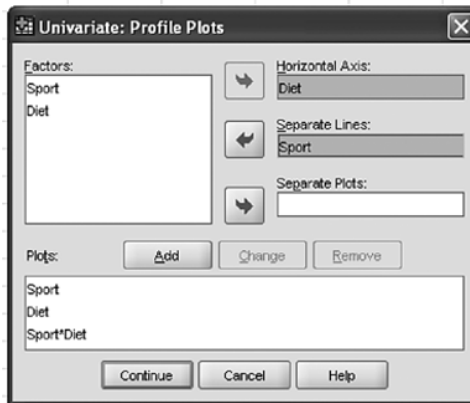 Univariate: Profile Plots
Factors:
Sport
Diet
Horizontal Axis:
Diet
Separate Lines:
Sport
Separate Plots:
Plots:
Add
Change
Remove
Sport
Diet
Sport*Diet
Continue
Cancel
Help